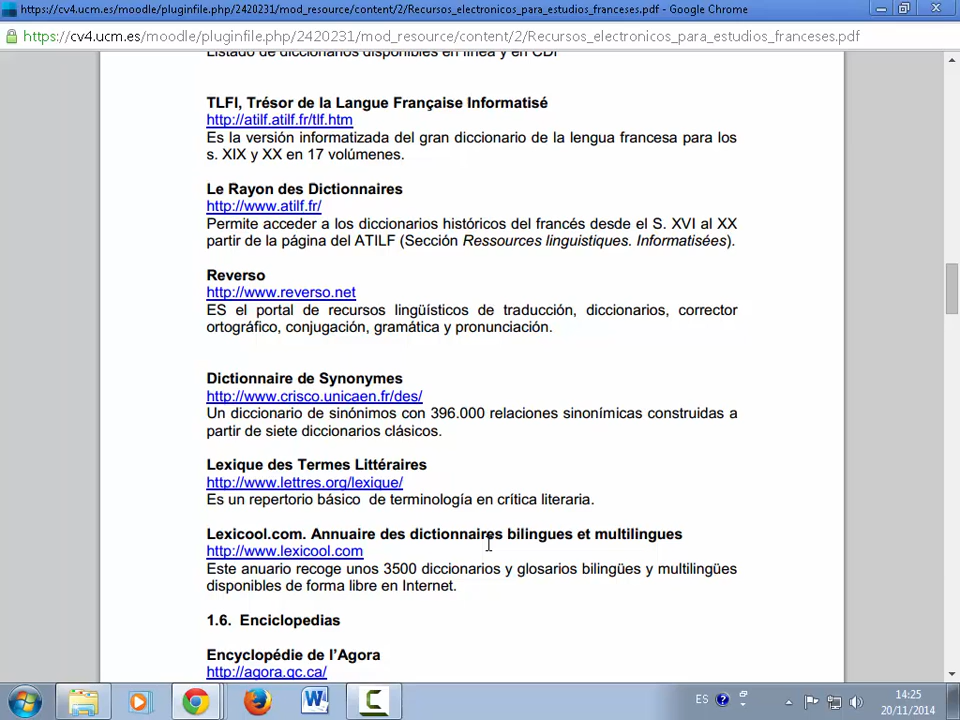 https://cv4.ucm.es/moodle/pluginfile.php/2420231/mod_resource/content/2/Recursos_electronicos_para_estudios_franceses.pdf - Google Chrome
https://cv4.ucm.es/moodle/pluginfile.php/2420231/mod_resource/content/2/Recursos_electronicos_para_estudios_franceses.pdf
Listado de diccionarios disponibles en línea y en CDr
TLFI, Trésor de la Langue Française Informatisé
http://atilf.atilf.fr/tlf.htm
Es la versión informatizada del gran diccionario de la lengua francesa para los
s. XIX y XX en 17 volúmenes.
Le Rayon des Dictionnaires
http://www.atilf.fr/
Permite acceder a los diccionarios históricos del francés desde el S. XVI al XX
partir de la página del ATILF (Sección Ressources linguistiques. Informatisées).
Reverso
http://www.reverso.net
ES el portal de recursos lingüísticos de traducción, diccionarios, corrector
ortográfico, conjugación, gramática y pronunciación.
Dictionnaire de Synonymes
http://www.crisco.unicaen.fr/des/
Un diccionario de sinónimos con 396.000 relaciones sinonímicas construidas a
partir de siete diccionarios clásicos.
Lexique des Termes Littéraires
http://www.lettres.org/lexique/
Es un repertorio básico de terminología en crítica literaria.
Lexicool.com. Annuaire des dictionnaires bilingues et multilingues
http://www.lexicool.com
Este anuario recoge unos 3500 diccionarios y glosarios bilingües y multilingües
disponibles de forma libre en Internet.
1.6. Enciclopedias
Encyclopédie de l’Agora
http://agora.qc.ca/
ES
14:25
20/11/2014